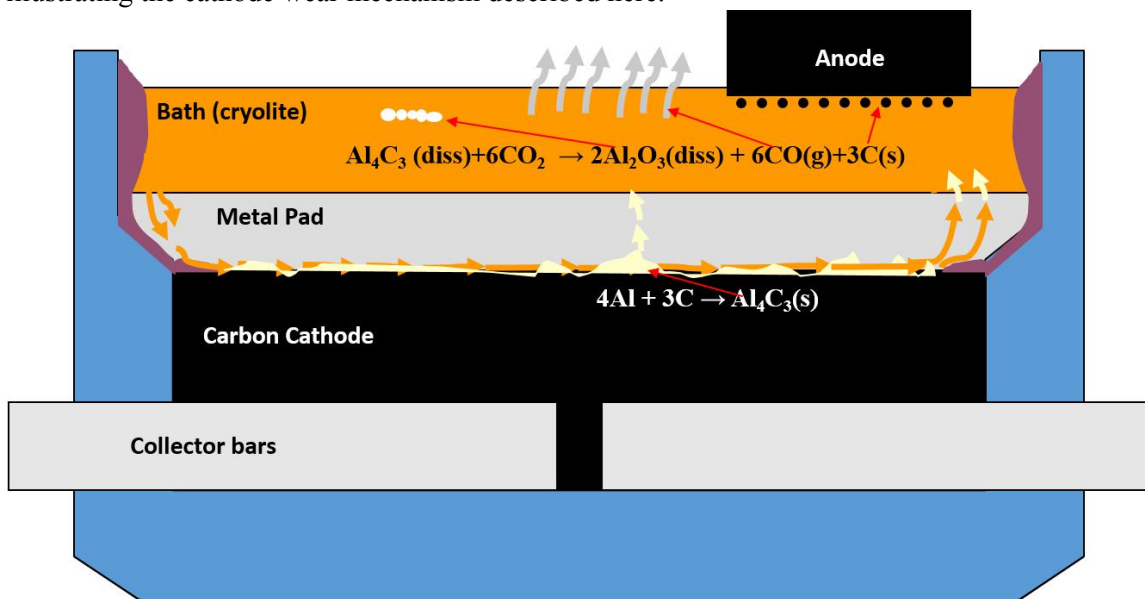 illustrating the cathode wear mechanism described here.
Anode
Bath (cryolite)
Al₄C₃ (diss)+6CO₂ → 2Al₂O₃(diss) + 6CO(g)+3C(s)
Metal Pad
4Al + 3C → Al₄C₃(s)
Carbon Cathode
Collector bars